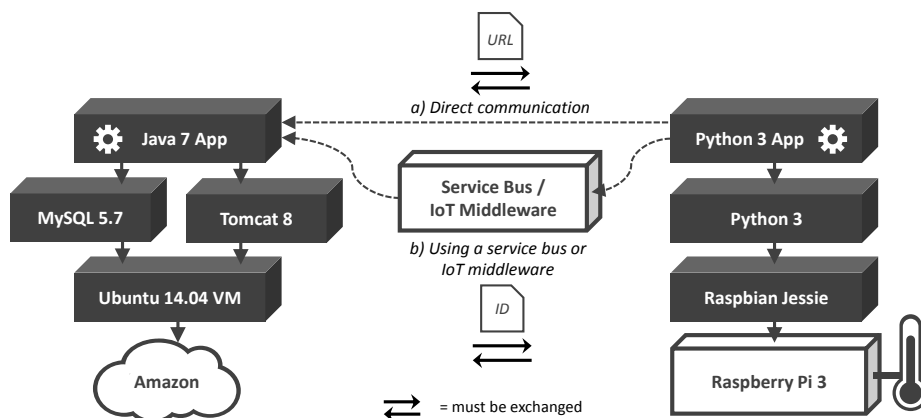 URL
a) Direct communication
Java 7 App
Python 3 App
Service Bus /
IoT Middleware
MySQL 5.7
Tomcat 8
Python 3
b) Using a service bus or
IoT middleware
Ubuntu 14.04 VM
Raspbian Jessie
ID
Amazon
Raspberry Pi 3
= must be exchanged